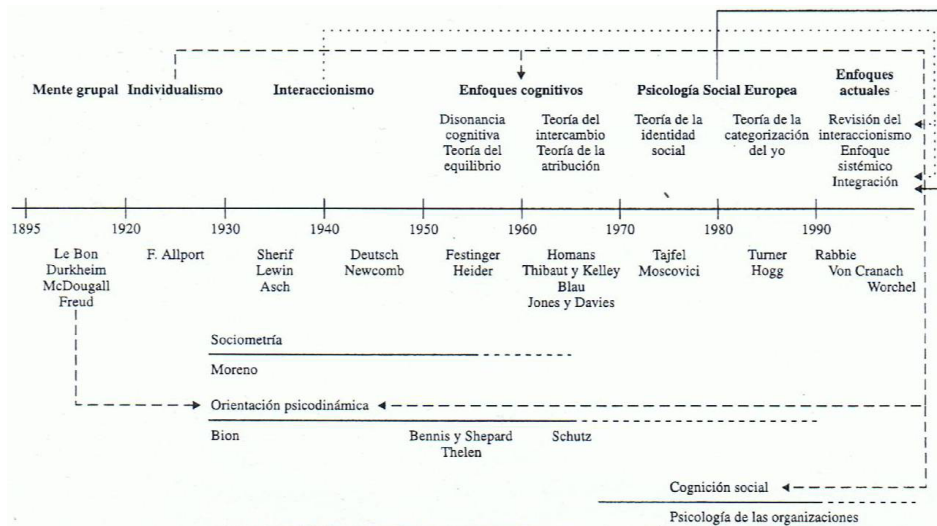 Mente grupal Individualismo Interaccionismo Enfoques cognitivos Psicología Social Europea Enfoques
actuales
Disonancia Teoría del Teoría de la Teoría de la Revisión del
cognitiva intercambio identidad categorización interaccionismo
Teoría del Teoría de la social del yo Enfoque
equilibrio atribución sistémico
Integración
1895 1920 1930 1940 1950 1960 1970 1980 1990
Le Bon F. Allport Sherif Deutsch Festinger Homans Tajfel Turner Rabbie
Durkheim Lewin Newcomb Heider Thibaut y Kelley Moscovici Hogg Von Cranach
McDougall Asch Blau Worchel
Freud Jones y Davies
Sociometría
Moreno
Orientación psicodinámica
Bion Bennis y Shepard Schutz
Thelen
Cognición social
Psicología de las organizaciones